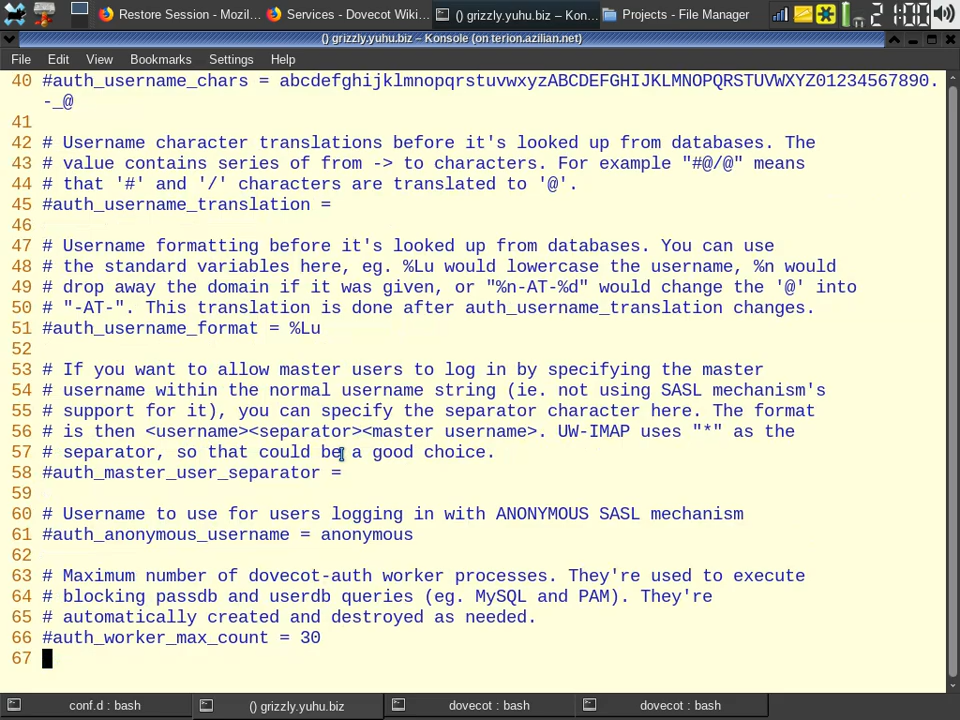 Restore Session - Mozil...
Services - Dovecot Wiki...
() grizzly.yuhu.biz - Kon...
Projects - File Manager
2 1:00
() grizzly.yuhu.biz – Konsole (on terion.azilian.net)
File Edit View Bookmarks Settings Help
40 #auth_username_chars = abcdefghijklmnopqrstuvwxyzABCDEFGHIJKLMNOPQRSTUVWXYZ01234567890.
-_@
41
42 # Username character translations before it's looked up from databases. The
43 # value contains series of from -> to characters. For example "#@/@" means
44 # that '#' and '/' characters are translated to '@'.
45 #auth_username_translation =
46
47 # Username formatting before it's looked up from databases. You can use
48 # the standard variables here, eg. %Lu would lowercase the username, %n would
49 # drop away the domain if it was given, or "%n-AT-%d" would change the '@' into
50 # "-AT-". This translation is done after auth_username_translation changes.
51 #auth_username_format = %Lu
52
53 # If you want to allow master users to log in by specifying the master
54 # username within the normal username string (ie. not using SASL mechanism's
55 # support for it), you can specify the separator character here. The format
56 # is then <username><separator><master username>. UW-IMAP uses "*" as the
57 # separator, so that could be a good choice.
58 #auth_master_user_separator =
59
60 # Username to use for users logging in with ANONYMOUS SASL mechanism
61 #auth_anonymous_username = anonymous
62
63 # Maximum number of dovecot-auth worker processes. They're used to execute
64 # blocking passdb and userdb queries (eg. MySQL and PAM). They're
65 # automatically created and destroyed as needed.
66 #auth_worker_max_count = 30
67
conf.d : bash
() grizzly.yuhu.biz
dovecot : bash
dovecot : bash